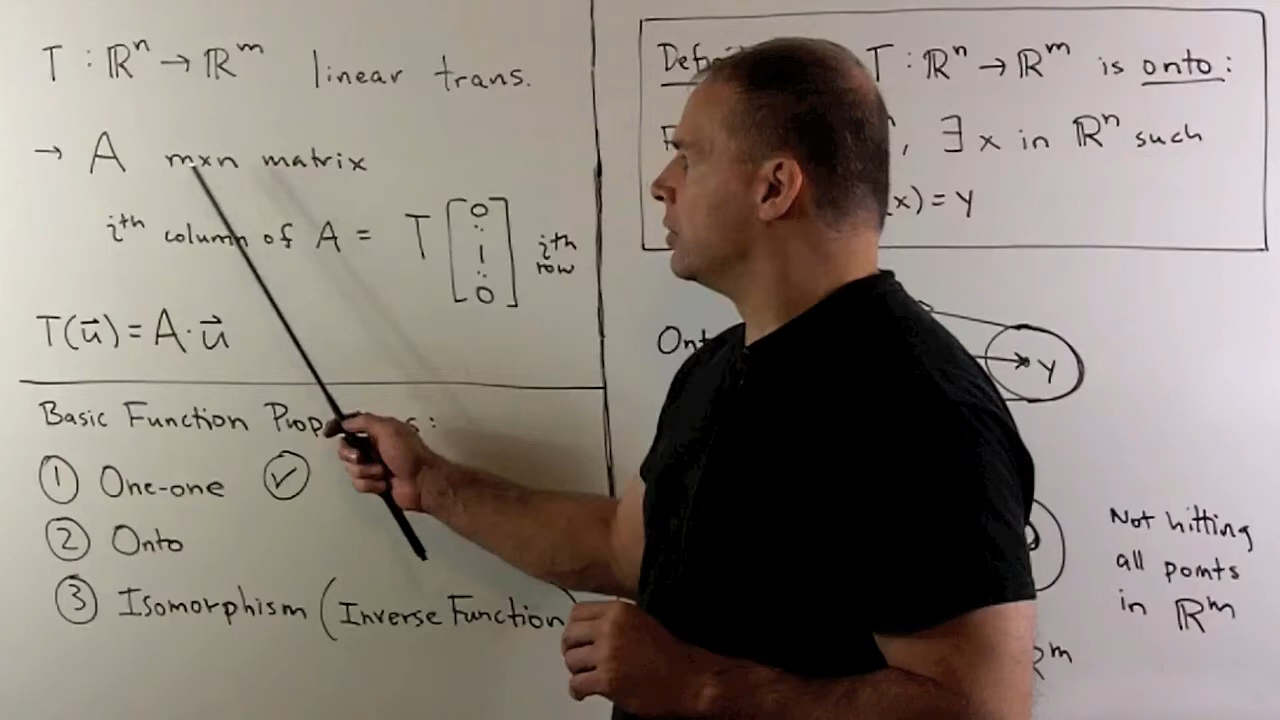 T : ℝⁿ → ℝᵐ linear trans.
→ A m×n matrix
iᵗʰ column of A = T [0 : 1 : 0] iᵗʰ row
T(u⃗) = A · u⃗
Basic Function :
① One-one ✓
② Onto
③ Isomorphism (Inverse Function
T : ℝⁿ → ℝᵐ is onto :
, ∃ x in ℝⁿ such
x) = y
y
Not hitting
all points
in ℝᵐ